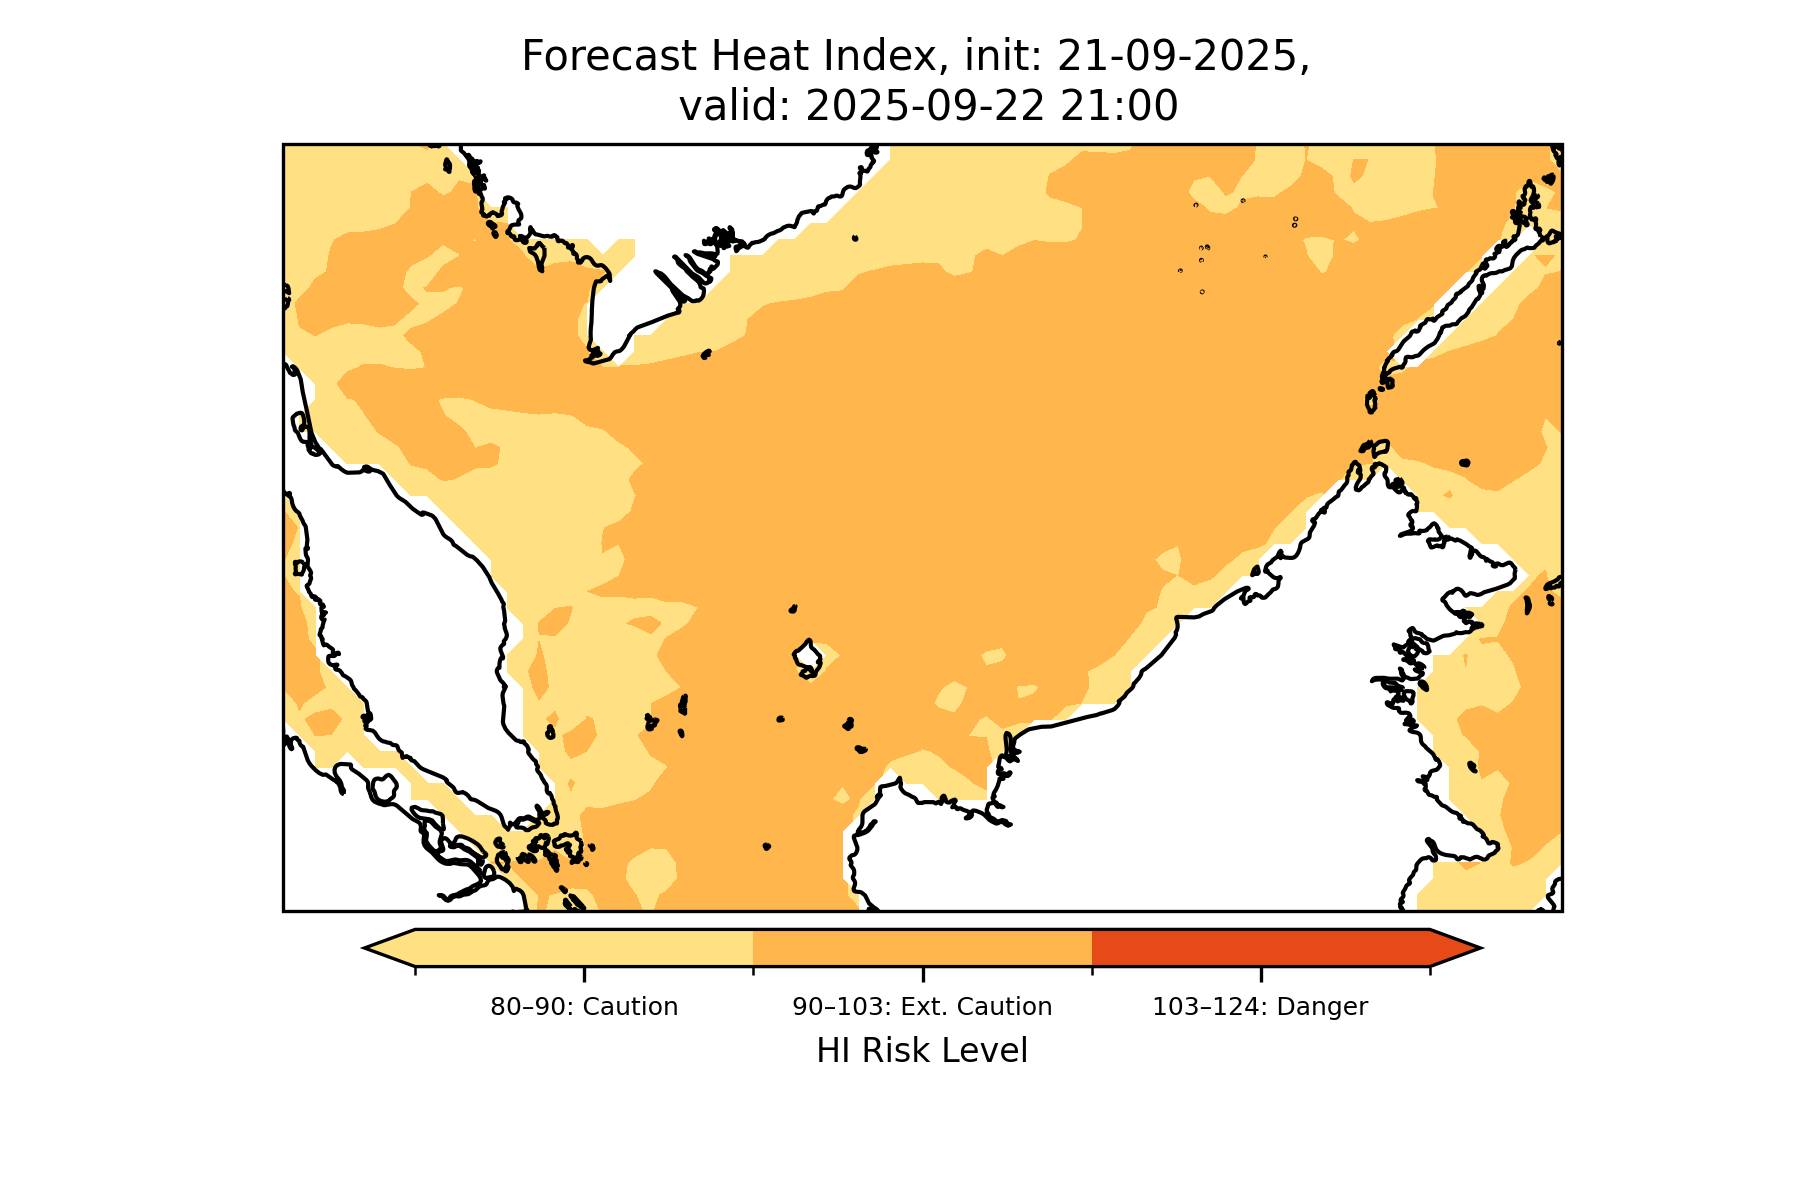 Forecast Heat Index, init: 21-09-2025,
valid: 2025-09-22 21:00
80–90: Caution
90–103: Ext. Caution
103–124: Danger
HI Risk Level